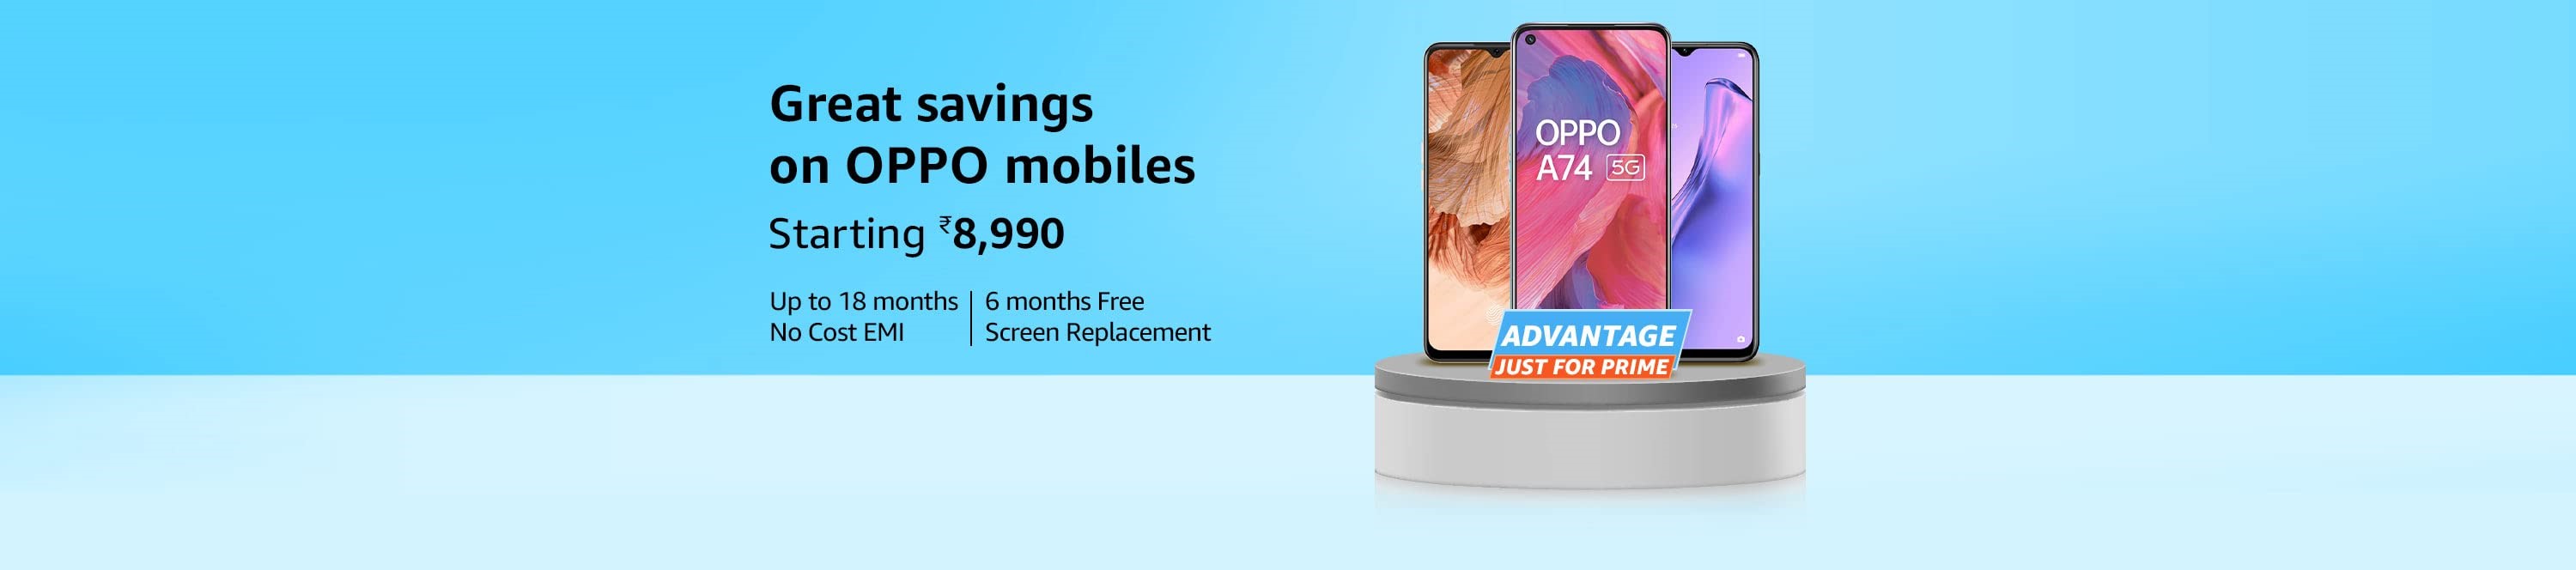 Great savings
on OPPO mobiles
Starting ₹8,990
Up to 18 months
No Cost EMI
6 months Free
Screen Replacement
OPPO
A74 5G
ADVANTAGE
JUST FOR PRIME